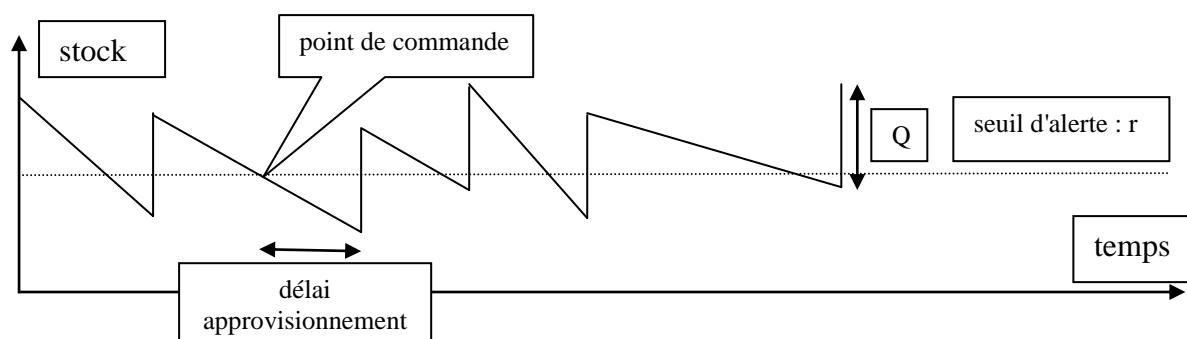 stock
point de commande
Q
seuil d'alerte : r
temps
délai
approvisionnement